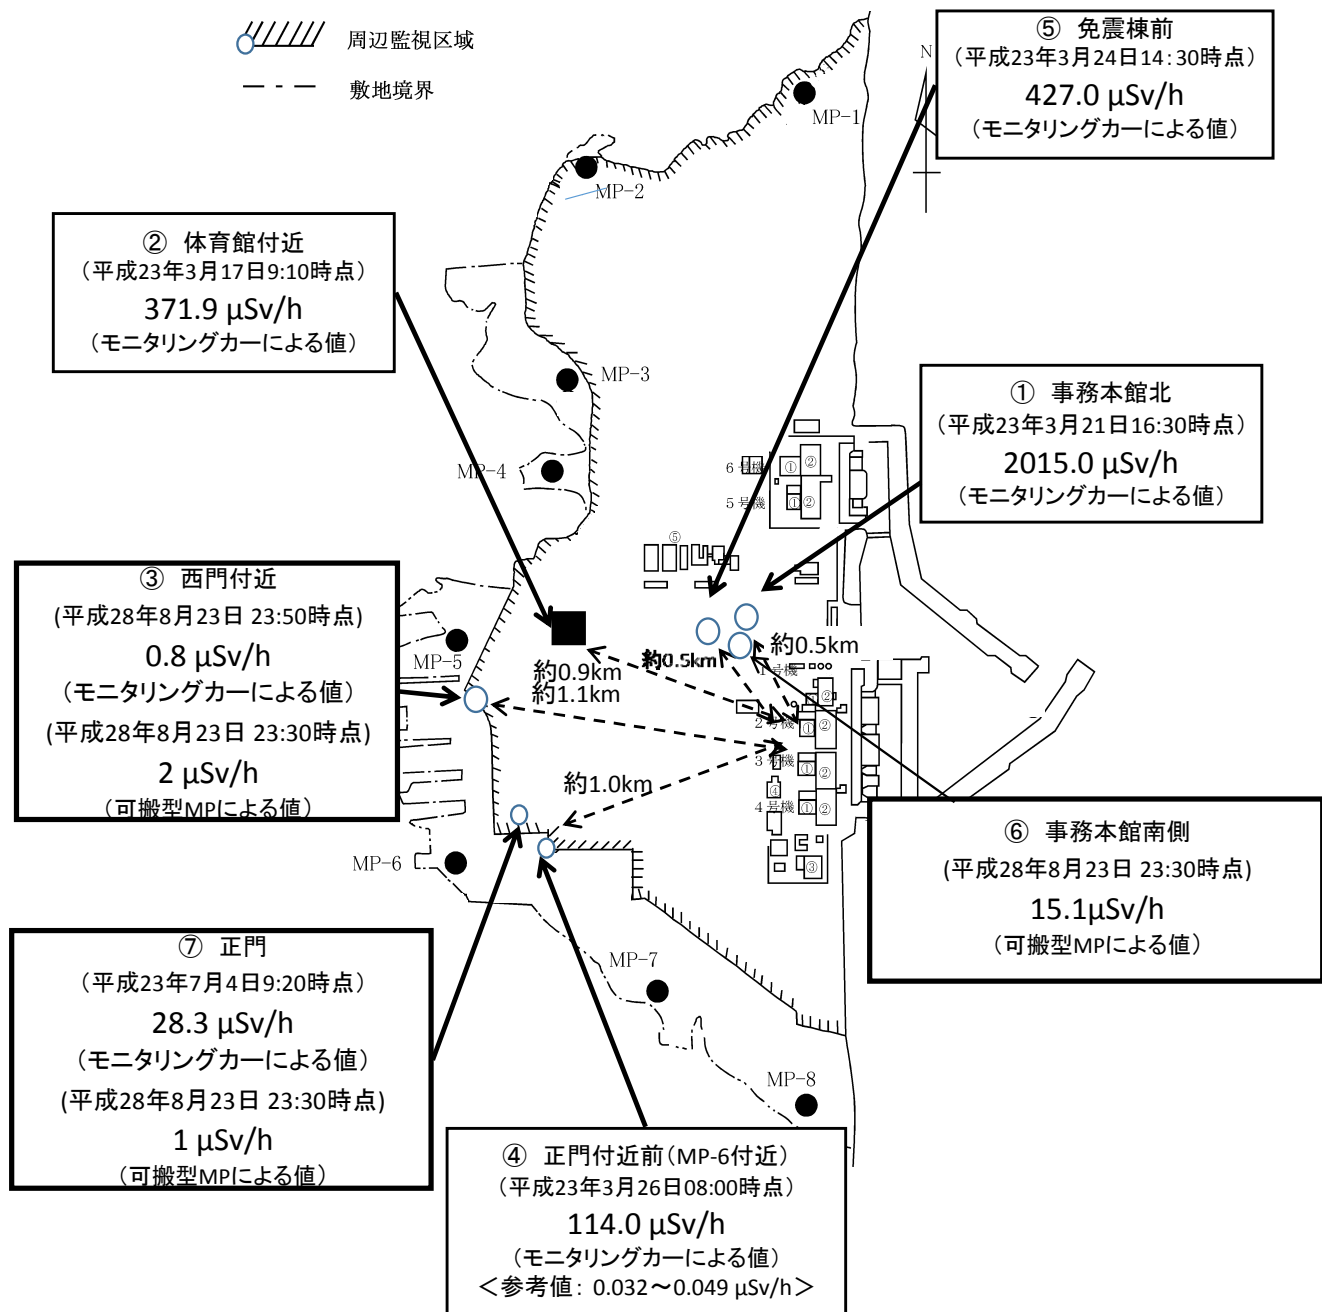 周辺監視区域
敷地境界
⑤ 免震棟前
(平成23年3月24日14:30時点)
427.0 μSv/h
(モニタリングカーによる値)
N
MP-1
MP-2
② 体育館付近
(平成23年3月17日9:10時点)
371.9 μSv/h
(モニタリングカーによる値)
MP-3
① 事務本館北
(平成23年3月21日16:30時点)
2015.0 μSv/h
(モニタリングカーによる値)
MP-4
6号機
① ②
5号機
① ②
⑤
③ 西門付近
(平成28年8月23日 23:50時点)
0.8 μSv/h
(モニタリングカーによる値)
(平成28年8月23日 23:30時点)
2 μSv/h
(可搬型MPによる値)
MP-5
約0.9km
約1.1km
約0.5km
約0.5km
1号機
②
2号機
① ②
3号機
① ②
④
4号機
① ②
③
約1.0km
MP-6
⑥ 事務本館南側
(平成28年8月23日 23:30時点)
15.1μSv/h
(可搬型MPによる値)
⑦ 正門
(平成23年7月4日9:20時点)
28.3 μSv/h
(モニタリングカーによる値)
(平成28年8月23日 23:30時点)
1 μSv/h
(可搬型MPによる値)
MP-7
MP-8
④ 正門付近前(MP-6付近)
(平成23年3月26日08:00時点)
114.0 μSv/h
(モニタリングカーによる値)
＜参考値: 0.032～0.049 μSv/h＞